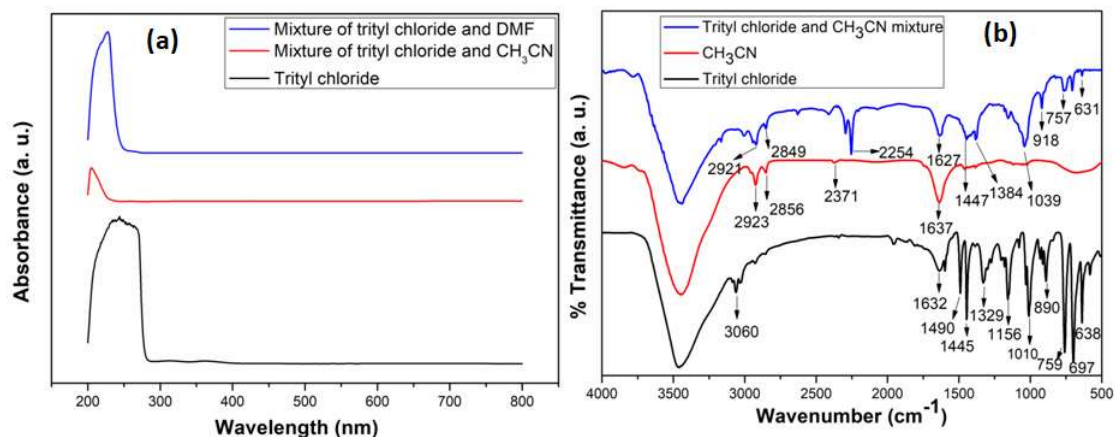 (a)
Mixture of trityl chloride and DMF
Mixture of trityl chloride and CH₃CN
Trityl chloride
Absorbance (a. u.)
100 200 300 400 500 600 700 800
Wavelength (nm)
(b)
Trityl chloride and CH₃CN mixture
CH₃CN
Trityl chloride
% Transmittance (a. u.)
2921
2849
2254
1627
1447
1384
1039
918
757
631
2923
2856
2371
1637
3060
1632
1490
1445
1329
1156
1010
890
759
697
638
4000 3500 3000 2500 2000 1500 1000 500
Wavenumber (cm⁻¹)